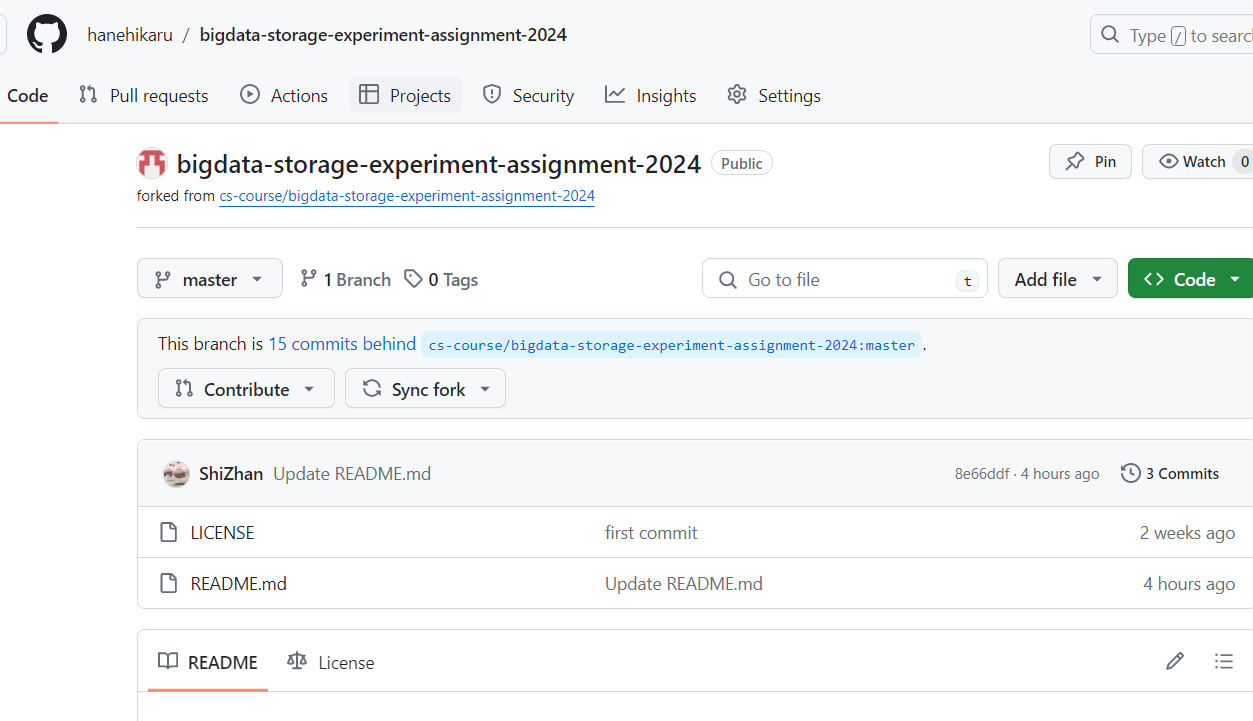 hanehikaru / bigdata-storage-experiment-assignment-2024
Type / to searc
Code Pull requests Actions Projects Security Insights Settings
bigdata-storage-experiment-assignment-2024 Public
Pin Watch 0
forked from cs-course/bigdata-storage-experiment-assignment-2024
master 1 Branch 0 Tags Go to file t Add file <> Code
This branch is 15 commits behind cs-course/bigdata-storage-experiment-assignment-2024:master .
Contribute Sync fork
ShiZhan Update README.md 8e66ddf · 4 hours ago 3 Commits
LICENSE first commit 2 weeks ago
README.md Update README.md 4 hours ago
README License